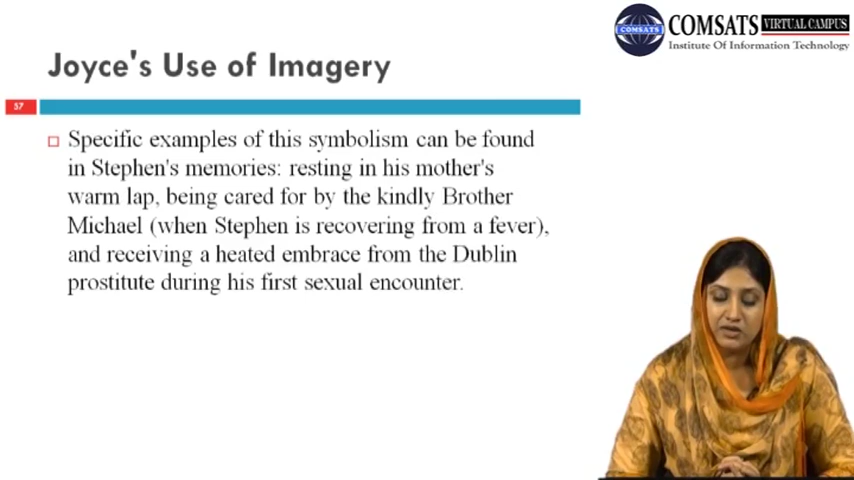 COMSATS VIRTUAL CAMPUS
COMSATS
Institute Of Information Technology
Joyce's Use of Imagery
57
Specific examples of this symbolism can be found
in Stephen's memories: resting in his mother's
warm lap, being cared for by the kindly Brother
Michael (when Stephen is recovering from a fever),
and receiving a heated embrace from the Dublin
prostitute during his first sexual encounter.